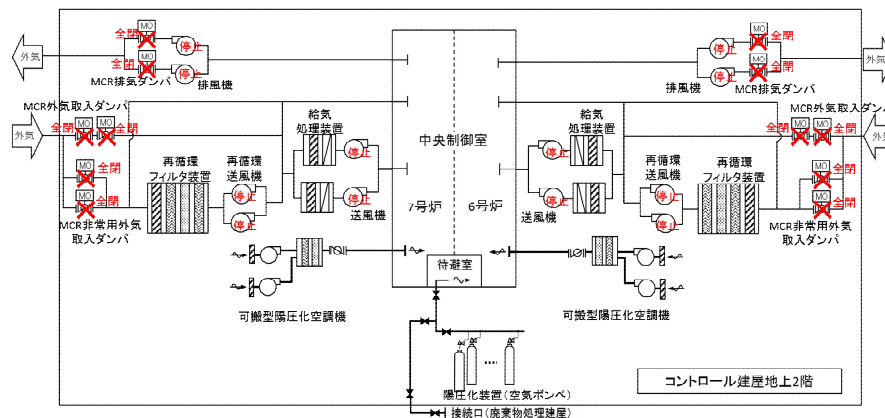 MO
全閉
停止
外気
MO
停止
MCR排気ダンパ
排風機
MCR外気取入ダンパ
外気
全閉
MO
MO
全閉
MO
全閉
MO
全閉
MCR非常用外気
取入ダンパ
再循環
フィルタ装置
再循環
送風機
停止
停止
給気
処理装置
停止
停止
送風機
中央制御室
7号炉
6号炉
待避室
MO
全閉
停止
外気
MO
全閉
停止
排風機
MCR排気ダンパ
MCR外気取入ダンパ
外気
MO
MO
全閉
全閉
MO
全閉
MO
全閉
MCR非常用外気
取入ダンパ
再循環
フィルタ装置
再循環
送風機
停止
停止
給気
処理装置
停止
停止
送風機
可搬型陽圧化空調機
可搬型陽圧化空調機
陽圧化装置(空気ボンベ)
接続口(廃棄物処理建屋)
コントロール建屋地上2階
全閉